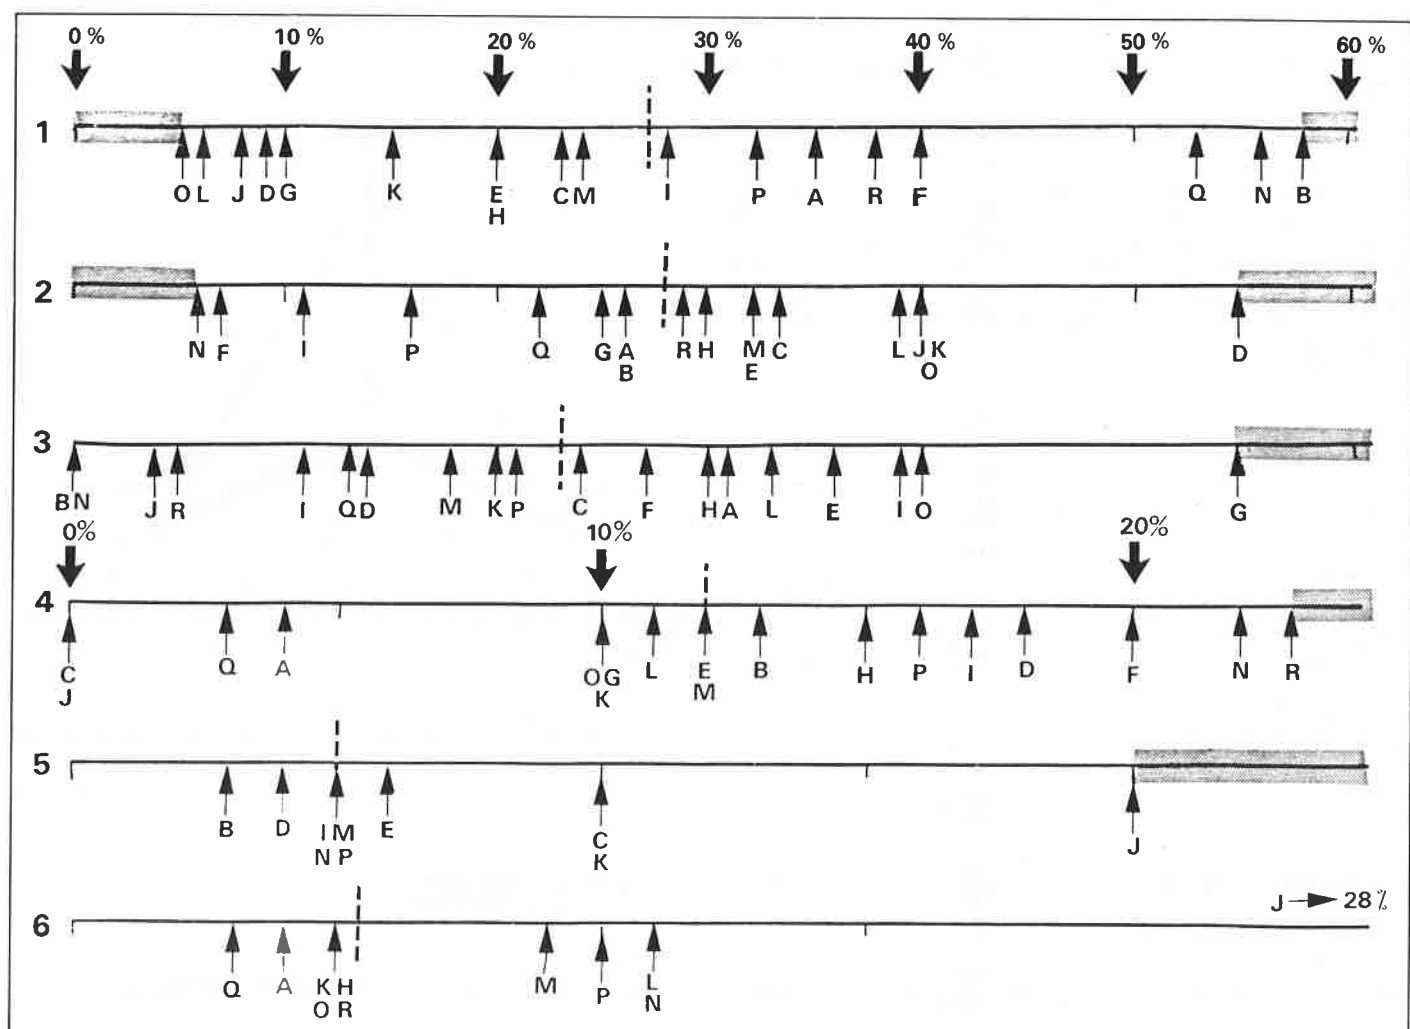 0 % 10 % 20 % 30 % 40 % 50 % 60 %
1
O L J D G K E C M I P A R F Q N B
H
2
N F I P Q G A R H M C L J K D
B E O
3
B N J R I Q D M K P C F H A L E I O G
0% 10% 20%
4
C Q A O G L E B H P I D F N R
J K M
5
B D I M E C J
N P K
J 28 %
6
Q A K H M P L
O R N